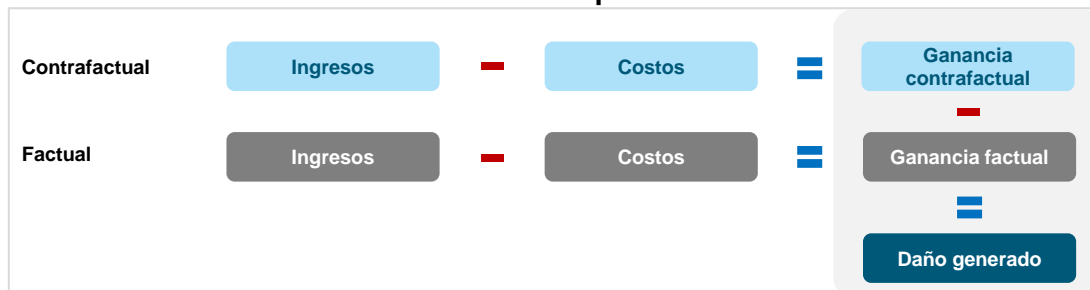 Contrafactual
Ingresos
Costos
Ganancia
contrafactual
Factual
Ingresos
Costos
Ganancia factual
Daño generado